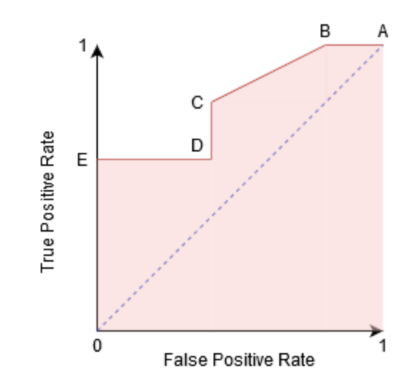 B A
1
C
D
E
True Positive Rate
0 1
False Positive Rate